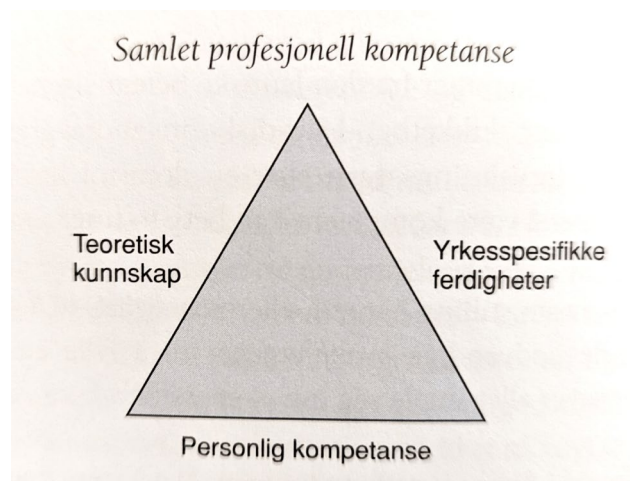 Samlet profesjonell kompetanse
Teoretisk
kunnskap
Yrkesspesifikke
ferdigheter
Personlig kompetanse